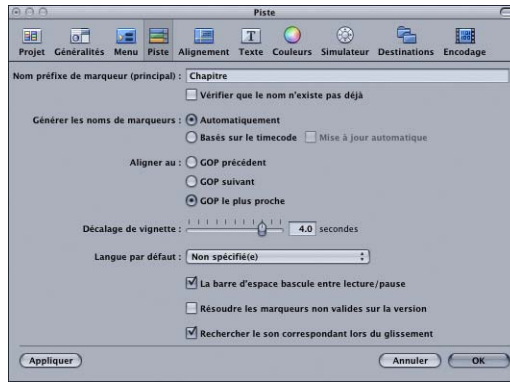 Piste
Projet Généralités Menu Piste Alignement Texte Couleurs Simulateur Destinations Encodage
Nom préfixe de marqueur (principal) : Chapitre
Vérifier que le nom n'existe pas déjà
Générer les noms de marqueurs : Automatiquement
Basés sur le timecode Mise à jour automatique
Aligner au : GOP précédent
GOP suivant
GOP le plus proche
Décalage de vignette : 4.0 secondes
Langue par défaut : Non spécifié(e)
La barre d'espace bascule entre lecture/pause
Résoudre les marqueurs non valides sur la version
Rechercher le son correspondant lors du glissement
Appliquer Annuler OK